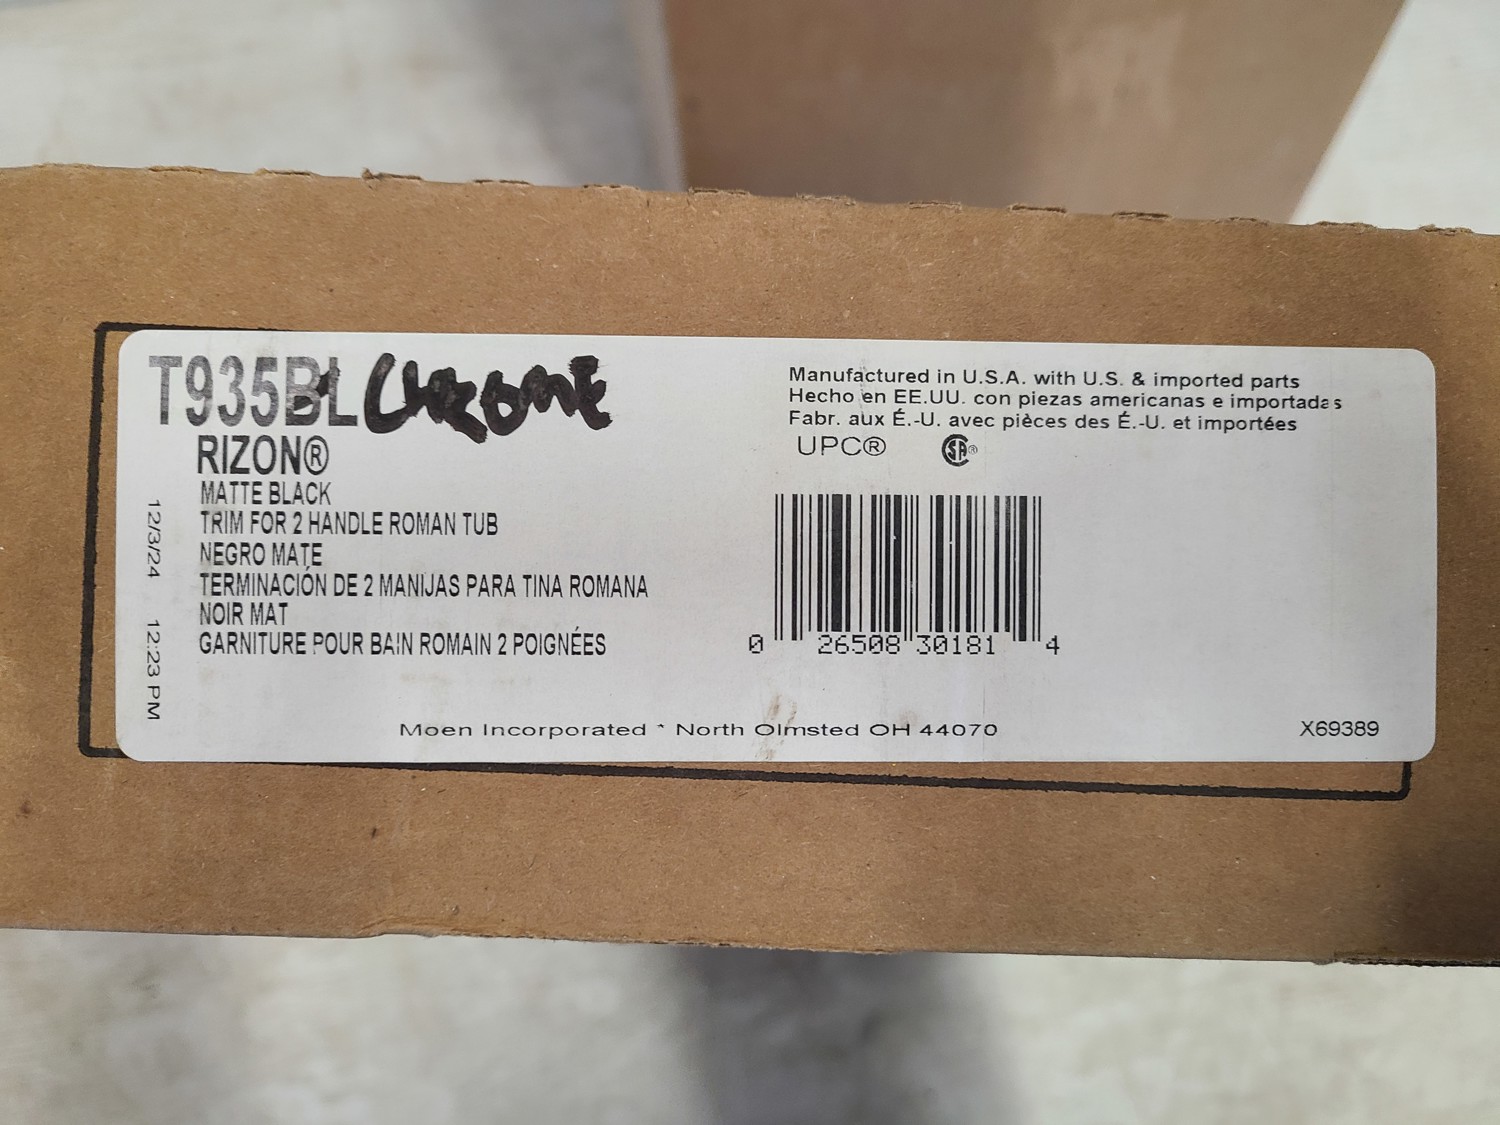 T935BL CHROME
RIZON®
MATTE BLACK
TRIM FOR 2 HANDLE ROMAN TUB
NEGRO MATE
TERMINACIÓN DE 2 MANIJAS PARA TINA ROMANA
NOIR MAT
GARNITURE POUR BAIN ROMAIN 2 POIGNÉES
12/3/24 12:23 PM
Manufactured in U.S.A. with U.S. & imported parts
Hecho en EE.UU. con piezas americanas e importadas
Fabr. aux É.-U. avec pièces des É.-U. et importées
UPC® SA®
0 26508 30181 4
Moen Incorporated * North Olmsted OH 44070
X69389